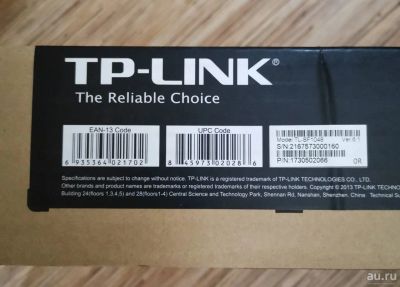 TP-LINK®
The Reliable Choice
EAN-13 Code
6 935364 021702
UPC Code
8 45973 02028 6
Model:TL-SF1048 Ver:6.1
S/N:2167573000160
P/N:1730502066 OR
Specifications are subject to change without notice. TP-LINK is a registered trademark of TP-LINK TECHNOLOGIES CO., LTD.
Other brands and product names are trademarks or registered trademarks of their respective holders. Copyright © 2013 TP-LINK TECHNOLOGIES
Building 24(floors 1,3,4,5) and 28(floors1-4) Central Science and Technology Park, Shennan Rd, Nanshan, Shenzhen, China Technical Su
au.ru